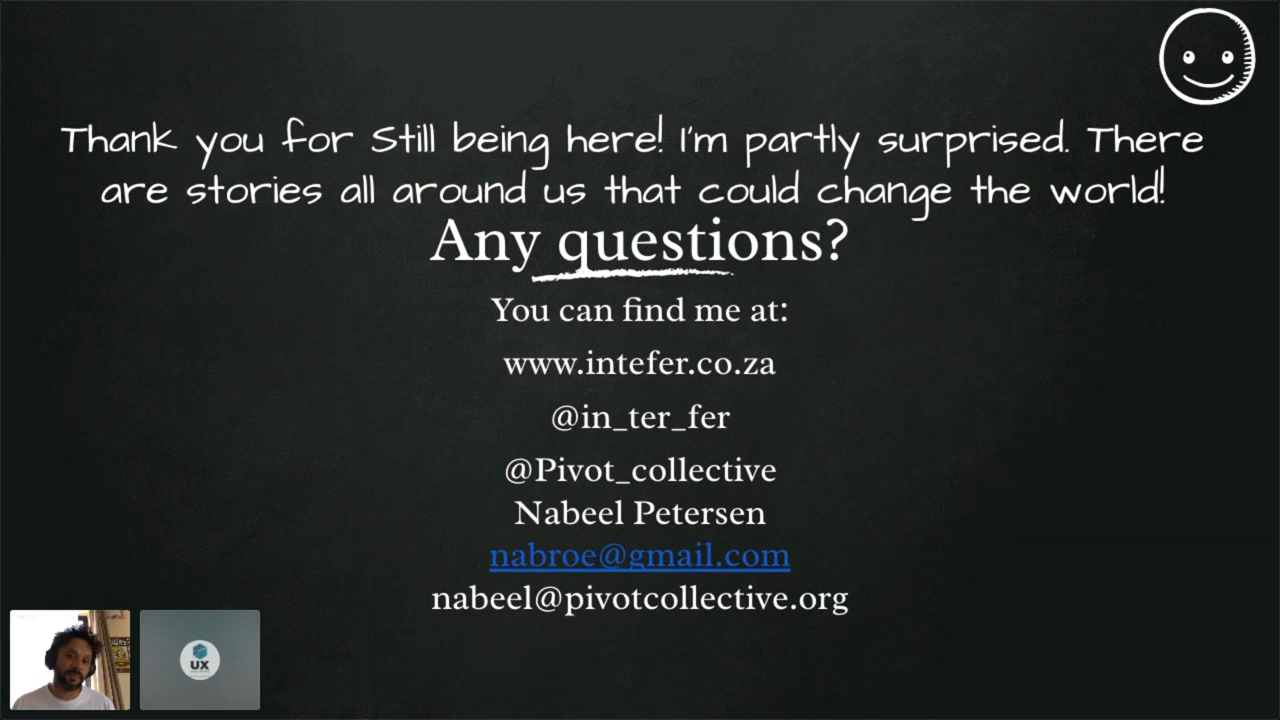 Thank you for Still being here! I'm partly surprised. There
are stories all around us that could change the world!
Any questions?
You can find me at:
www.intefer.co.za
@in_ter_fer
@Pivot_collective
Nabeel Petersen
nabroe@gmail.com
nabeel@pivotcollective.org
UX